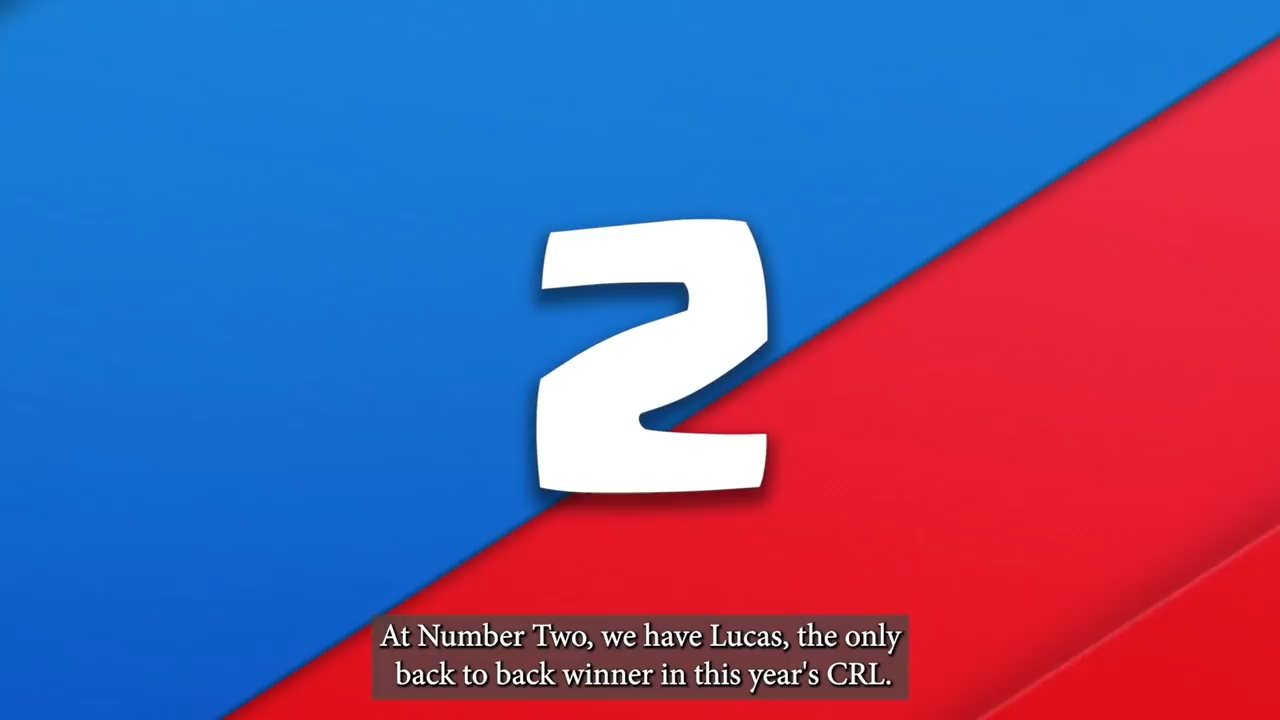 2
At Number Two, we have Lucas, the only
back to back winner in this year's CRL.